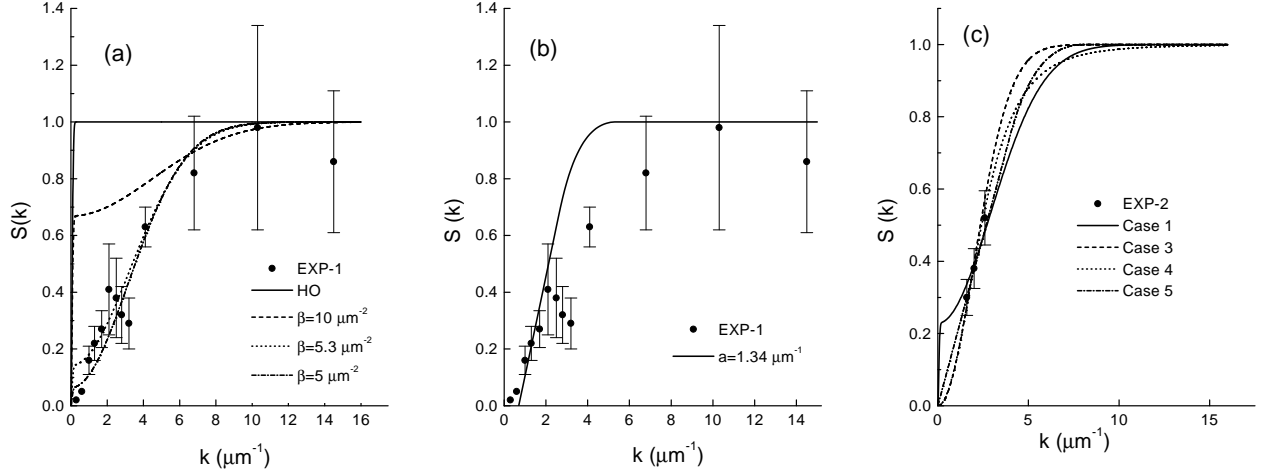 (a)
1.4
1.2
1.0
0.8
0.6
0.4
0.2
0.0
S(k)
EXP-1
HO
β=10 μm⁻²
β=5.3 μm⁻²
β=5 μm⁻²
0 2 4 6 8 10 12 14 16
k (μm⁻¹)
(b)
1.4
1.2
1.0
0.8
0.6
0.4
0.2
0.0
S (k)
EXP-1
a=1.34 μm⁻¹
0 2 4 6 8 10 12 14
k (μm⁻¹)
(c)
1.0
0.8
0.6
0.4
0.2
0.0
S (k)
EXP-2
Case 1
Case 3
Case 4
Case 5
0 5 10 15
k (μm⁻¹)